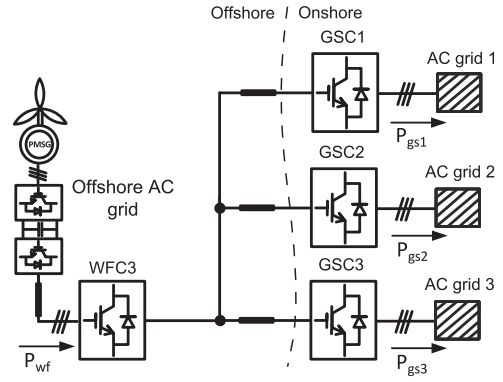 Offshore Onshore
GSC1
AC grid 1
Pgs1
PMSG
Offshore AC
grid
GSC2
AC grid 2
Pgs2
WFC3
GSC3
AC grid 3
Pwf
Pgs3